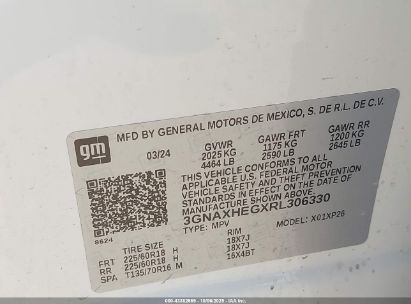 gm
MFD BY GENERAL MOTORS DE MEXICO, S. DE R.L. DE C.V.
03/24 GVWR GAWR FRT GAWR RR
2025 KG 1175 KG 1200 KG
4464 LB 2590 LB 2645 LB
THIS VEHICLE CONFORMS TO ALL
APPLICABLE U.S. FEDERAL MOTOR
VEHICLE SAFETY AND THEFT PREVENTION
STANDARDS IN EFFECT ON THE DATE OF
MANUFACTURE SHOWN ABOVE.
3GNAXHEGXRL306330
8624
TYPE: MPV MODEL: X01XP26
TIRE SIZE RIM
FRT 225/60R18 H 18X7J
RR 225/60R18 H 18X7J
SPA T135/70R16 M 16X4BT